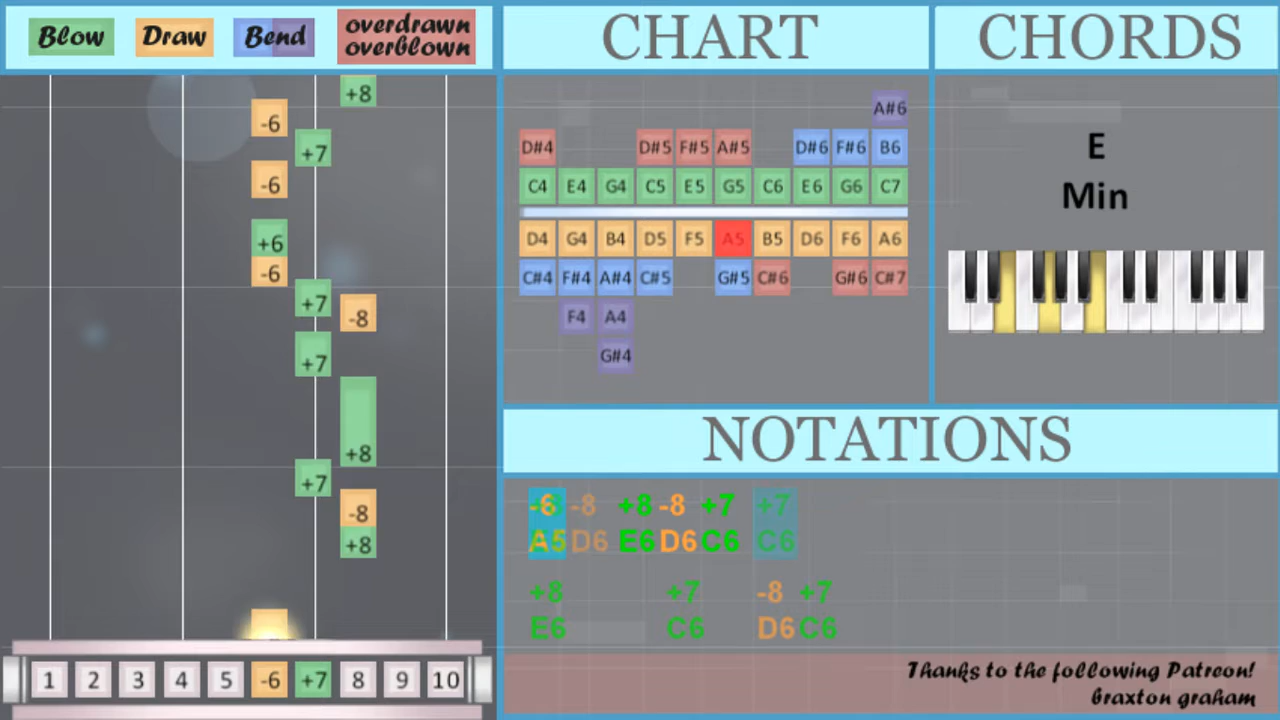 Blow Draw Bend overdrawn
overblown
CHART
CHORDS
+8
-6
+7
-6
+6
-6
+7
-8
+7
+8
+7
-8
+8
1 2 3 4 5 -6 +7 8 9 10
A#6
D#4 D#5 F#5 A#5 D#6 F#6 B6
C4 E4 G4 C5 E5 G5 C6 E6 G6 C7
D4 G4 B4 D5 F5 A5 B5 D6 F6 A6
C#4 F#4 A#4 C#5 G#5 C#6 G#6 C#7
F4 A4
G#4
E
Min
NOTATIONS
-6 -8 +8 -8 +7 +7
A5 D6 E6 D6 C6 C6
+8 +7 -8 +7
E6 C6 D6 C6
Thanks to the following Patreon!
braxton graham